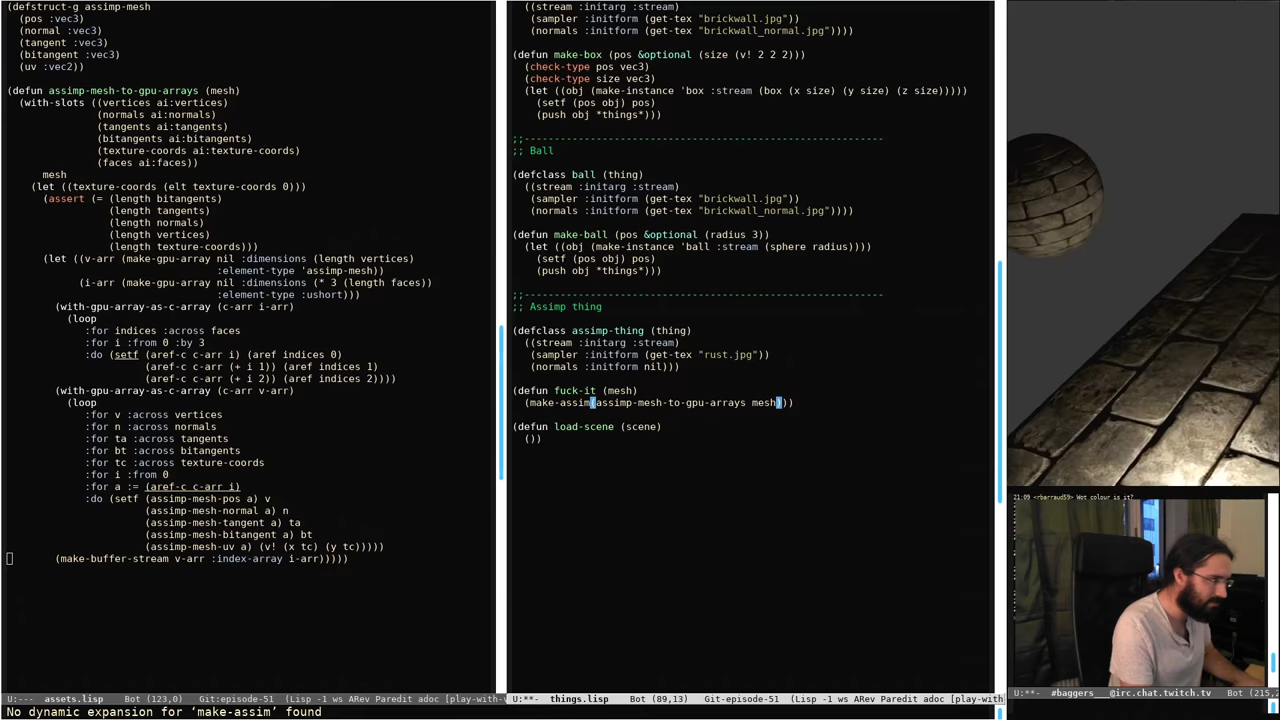 (defstruct-g assimp-mesh
  (pos :vec3)
  (normal :vec3)
  (tangent :vec3)
  (bitangent :vec3)
  (uv :vec2))
(defun assimp-mesh-to-gpu-arrays (mesh)
  (with-slots ((vertices ai:vertices)
               (normals ai:normals)
               (tangents ai:tangents)
               (bitangents ai:bitangents)
               (texture-coords ai:texture-coords)
               (faces ai:faces))
      mesh
    (let ((texture-coords (elt texture-coords 0)))
      (assert (= (length bitangents)
                 (length tangents)
                 (length normals)
                 (length vertices)
                 (length texture-coords)))
      (let ((v-arr (make-gpu-array nil :dimensions (length vertices)
                                   :element-type 'assimp-mesh))
            (i-arr (make-gpu-array nil :dimensions (* 3 (length faces))
                                   :element-type :ushort)))
        (with-gpu-array-as-c-array (c-arr i-arr)
          (loop
             :for indices :across faces
             :for i :from 0 :by 3
             :do (setf (aref-c c-arr i) (aref indices 0)
                       (aref-c c-arr (+ i 1)) (aref indices 1)
                       (aref-c c-arr (+ i 2)) (aref indices 2))))
        (with-gpu-array-as-c-array (c-arr v-arr)
          (loop
             :for v :across vertices
             :for n :across normals
             :for ta :across tangents
             :for bt :across bitangents
             :for tc :across texture-coords
             :for i :from 0
             :for a := (aref-c c-arr i)
             :do (setf (assimp-mesh-pos a) v
                       (assimp-mesh-normal a) n
                       (assimp-mesh-tangent a) ta
                       (assimp-mesh-bitangent a) bt
                       (assimp-mesh-uv a) (v! (x tc) (y tc)))))
        (make-buffer-stream v-arr :index-array i-arr)))))
U:---  assets.lisp    Bot (123,0)    Git:episode-51  (Lisp -1 ws ARev Paredit adoc [play-with-
  ((stream :initarg :stream)
   (sampler :initform (get-tex "brickwall.jpg"))
   (normals :initform (get-tex "brickwall_normal.jpg"))))
(defun make-box (pos &optional (size (v! 2 2 2)))
  (check-type pos vec3)
  (check-type size vec3)
  (let ((obj (make-instance 'box :stream (box (x size) (y size) (z size)))))
    (setf (pos obj) pos)
    (push obj *things*)))
;;------------------------------------------------------------
;; Ball
(defclass ball (thing)
  ((stream :initarg :stream)
   (sampler :initform (get-tex "brickwall.jpg"))
   (normals :initform (get-tex "brickwall_normal.jpg"))))
(defun make-ball (pos &optional (radius 3))
  (let ((obj (make-instance 'ball :stream (sphere radius))))
    (setf (pos obj) pos)
    (push obj *things*)))
;;------------------------------------------------------------
;; Assimp thing
(defclass assimp-thing (thing)
  ((stream :initarg :stream)
   (sampler :initform (get-tex "rust.jpg"))
   (normals :initform nil)))
(defun fuck-it (mesh)
  (make-assim(assimp-mesh-to-gpu-arrays mesh)))
(defun load-scene (scene)
  ())
U:**-  things.lisp    Bot (89,13)    Git:episode-51  (Lisp -1 ws ARev Paredit adoc [play-with
21:09 <rbarraud59> Wot colour is it?
U:**-  #baggers___@irc.chat.twitch.tv    Bot (215,2
No dynamic expansion for ‘make-assim’ found